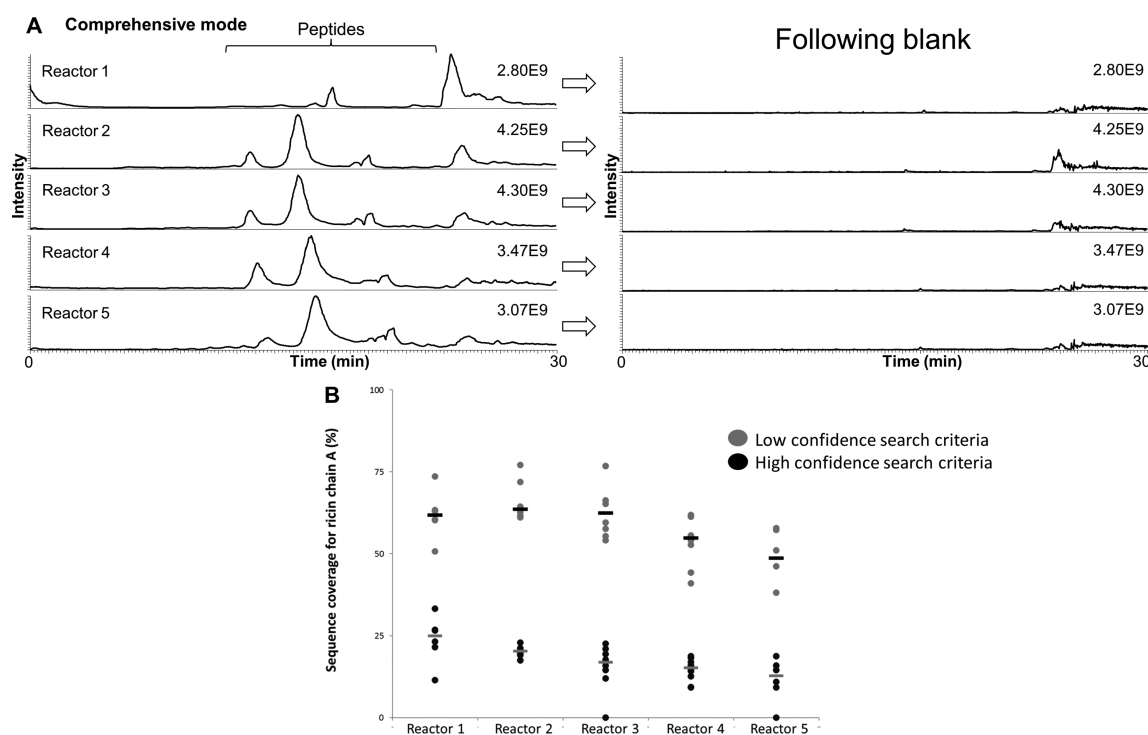 A Comprehensive mode
Peptides
Following blank
Reactor 1
2.80E9
2.80E9
Reactor 2
4.25E9
4.25E9
Reactor 3
4.30E9
4.30E9
Reactor 4
3.47E9
3.47E9
Reactor 5
3.07E9
3.07E9
Intensity
Intensity
0 Time (min) 30
0 Time (min) 30
B
Sequence coverage for ricin chain A (%)
100
75
50
25
0
Low confidence search criteria
High confidence search criteria
Reactor 1 Reactor 2 Reactor 3 Reactor 4 Reactor 5